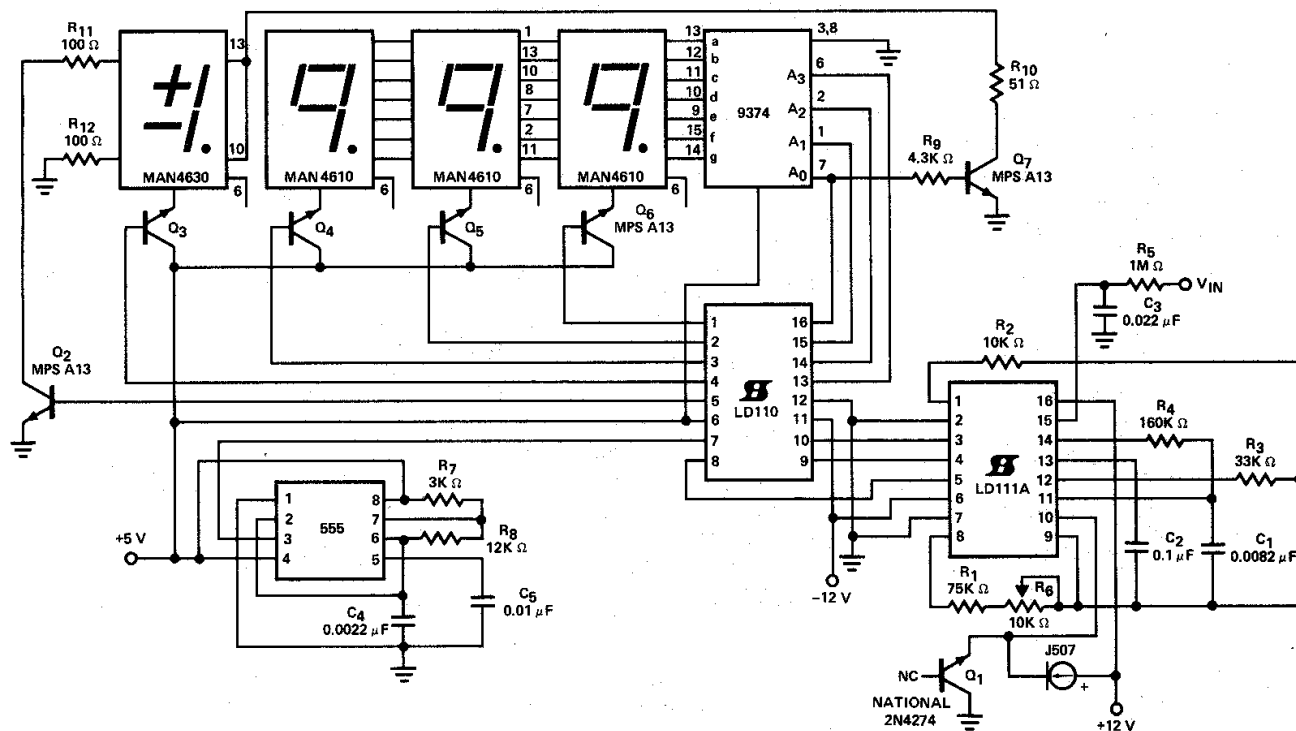 R11
100 Ω
R12
100 Ω
13
10
6
+1
-1.
MAN4630
9.
MAN4610
6
9.
MAN4610
1
13
10
8
7
2
11
6
9.
MAN4610
6
13 a
12 b
11 c
10 d
9 e
15 f
14 g
9374
3,8
A3 6
A2 2
A1 1
A0 7
R9
4.3K Ω
R10
51 Ω
Q7
MPS A13
Q3
Q4
Q5
Q6
MPS A13
Q2
MPS A13
R5
1M Ω
VIN
C3
0.022 μF
R2
10K Ω
1
2
3
4
5
6
7
8
LD110
16
15
14
13
12
11
10
9
1
2
3
4
5
6
7
8
LD111A
16
15
14
13
12
11
10
9
R4
160K Ω
R3
33K Ω
C2
0.1 μF
C1
0.0082 μF
R1
75K Ω
R6
10K Ω
-12 V
+5 V
1
2
3
4
555
8
7
6
5
R7
3K Ω
R8
12K Ω
C4
0.0022 μF
C5
0.01 μF
J507
+
NC
Q1
NATIONAL
2N4274
+12 V